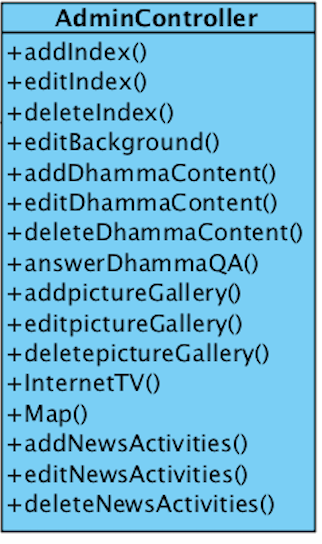 AdminController
+addIndex()
+editIndex()
+deleteIndex()
+editBackground()
+addDhammaContent()
+editDhammaContent()
+deleteDhammaContent()
+answerDhammaQA()
+addpictureGallery()
+editpictureGallery()
+deletepictureGallery()
+InternetTV()
+Map()
+addNewsActivities()
+editNewsActivities()
+deleteNewsActivities()